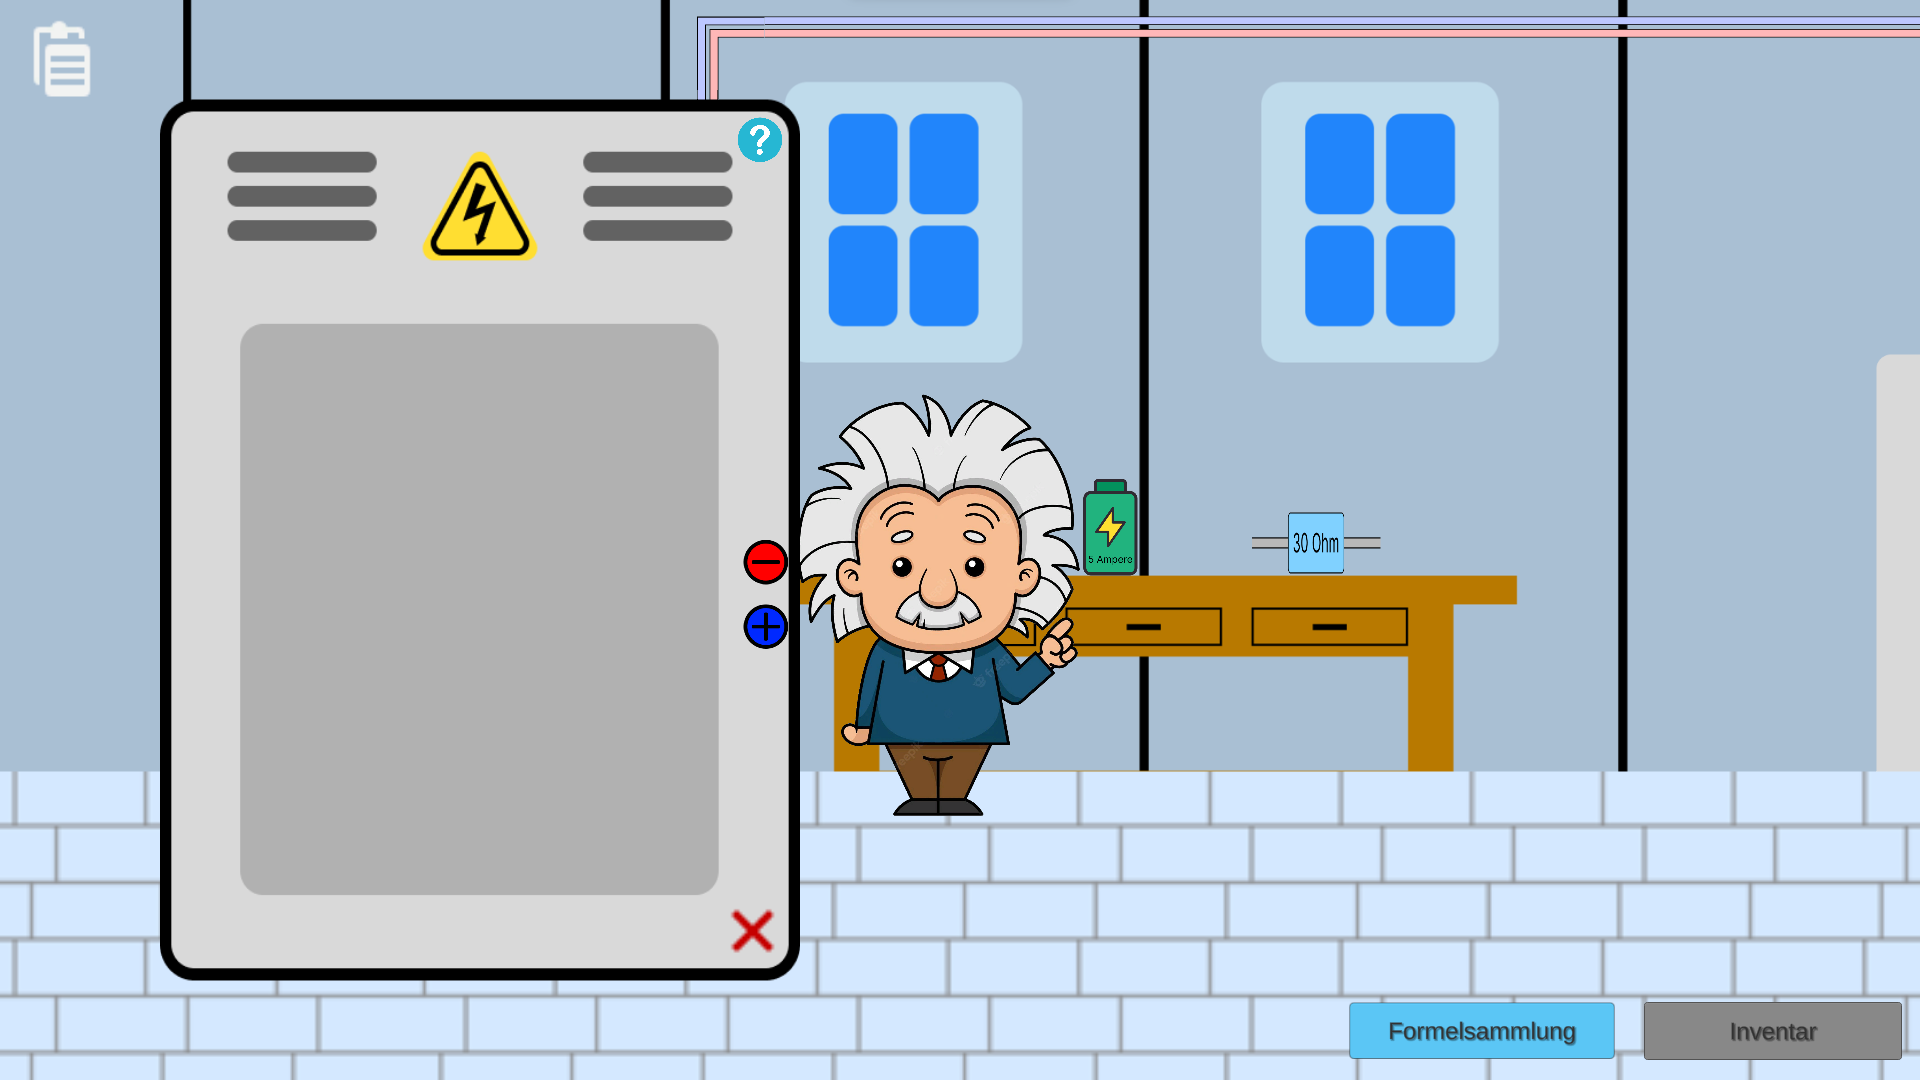 ?
5 Ampere
30 Ohm
Formelsammlung
Inventar